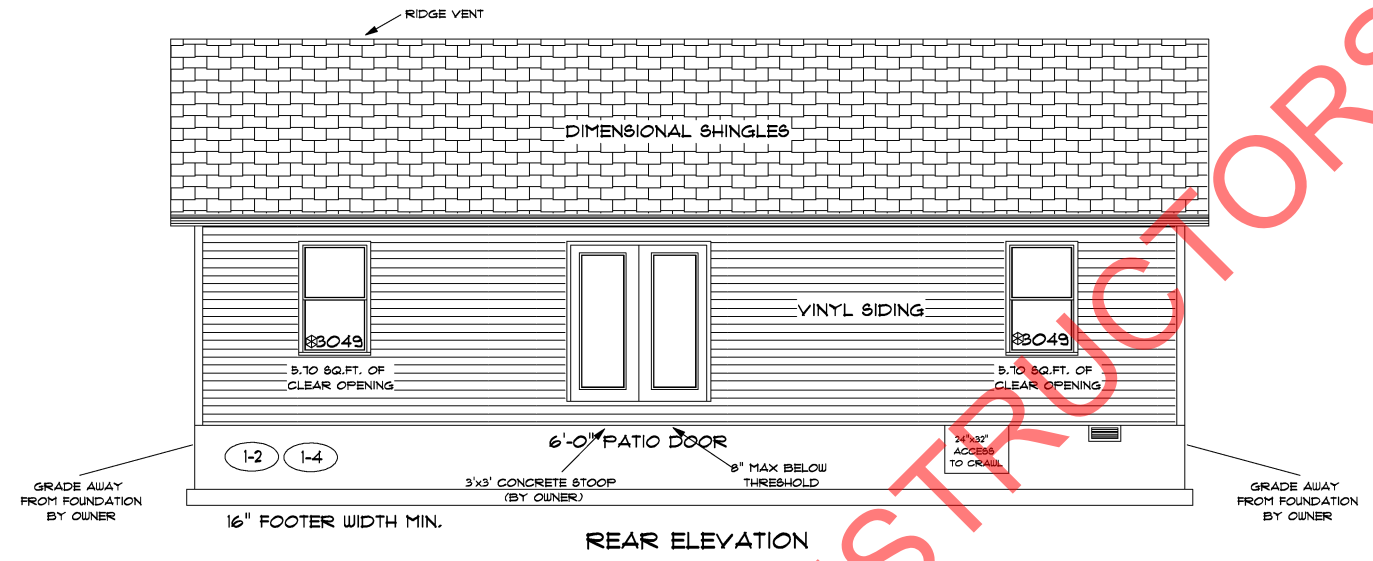 RIDGE VENT
DIMENSIONAL SHINGLES
VINYL SIDING
3049
3049
5.70 SQ.FT. OF
CLEAR OPENING
5.70 SQ.FT. OF
CLEAR OPENING
6'-0" PATIO DOOR
24"x32"
ACCESS
TO CRAWL
1-2
1-4
8" MAX BELOW
THRESHOLD
3'x3' CONCRETE STOOP
(BY OWNER)
GRADE AWAY
FROM FOUNDATION
BY OWNER
GRADE AWAY
FROM FOUNDATION
BY OWNER
16" FOOTER WIDTH MIN.
REAR ELEVATION
STRUCTORS